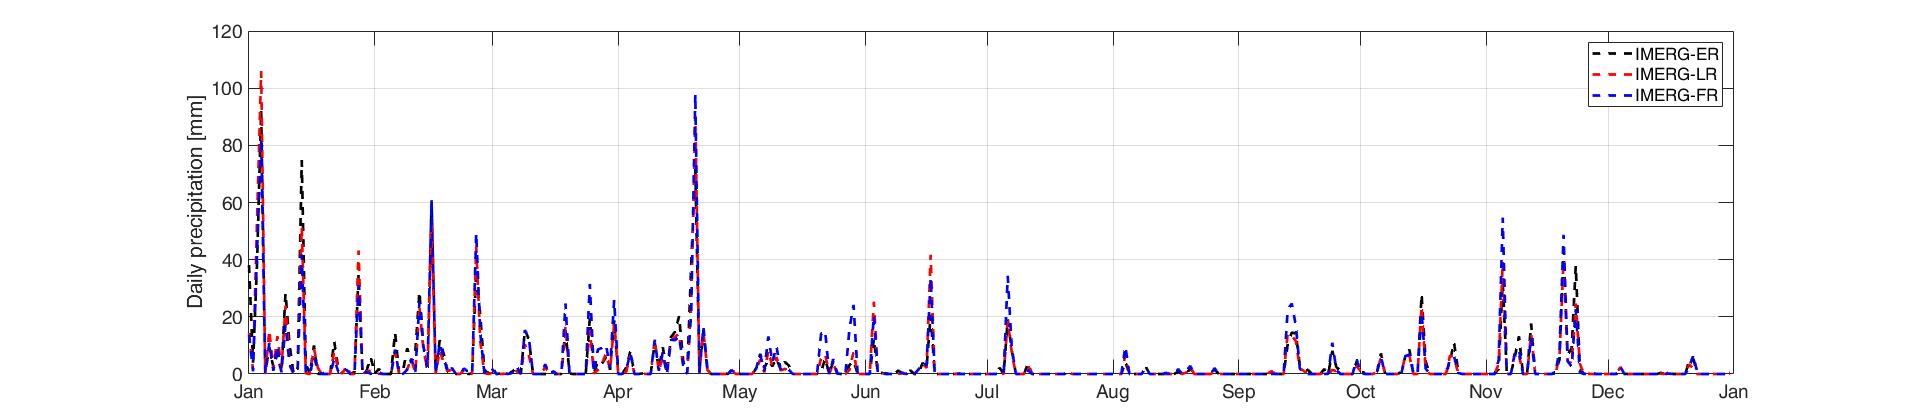 120
100
80
60
40
20
0
Daily precipitation [mm]
IMERG-ER
IMERG-LR
IMERG-FR
Jan Feb Mar Apr May Jun Jul Aug Sep Oct Nov Dec Jan